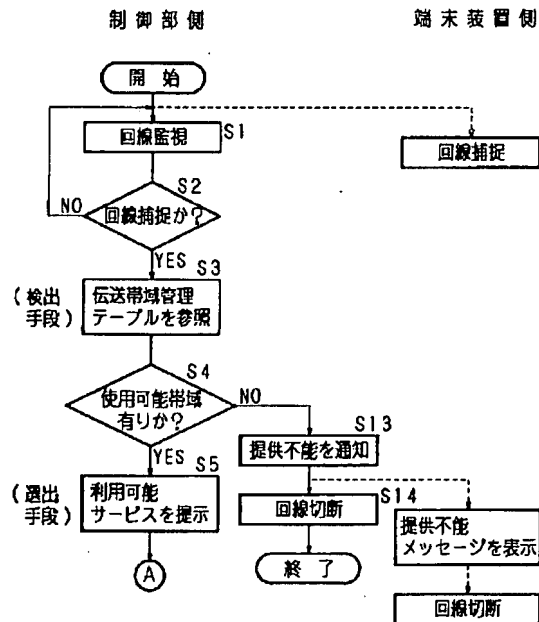 制御部側
端末装置側
開始
回線監視
S1
回線捕捉
S2
回線捕捉か?
NO
YES
S3
(検出
手段)
伝送帯域管理
テーブルを参照
S4
使用可能帯域
有りか?
NO
YES
S13
提供不能を通知
S5
(選出
手段)
利用可能
サービスを提示
S14
回線切断
提供不能
メッセージを表示
A
終了
回線切断